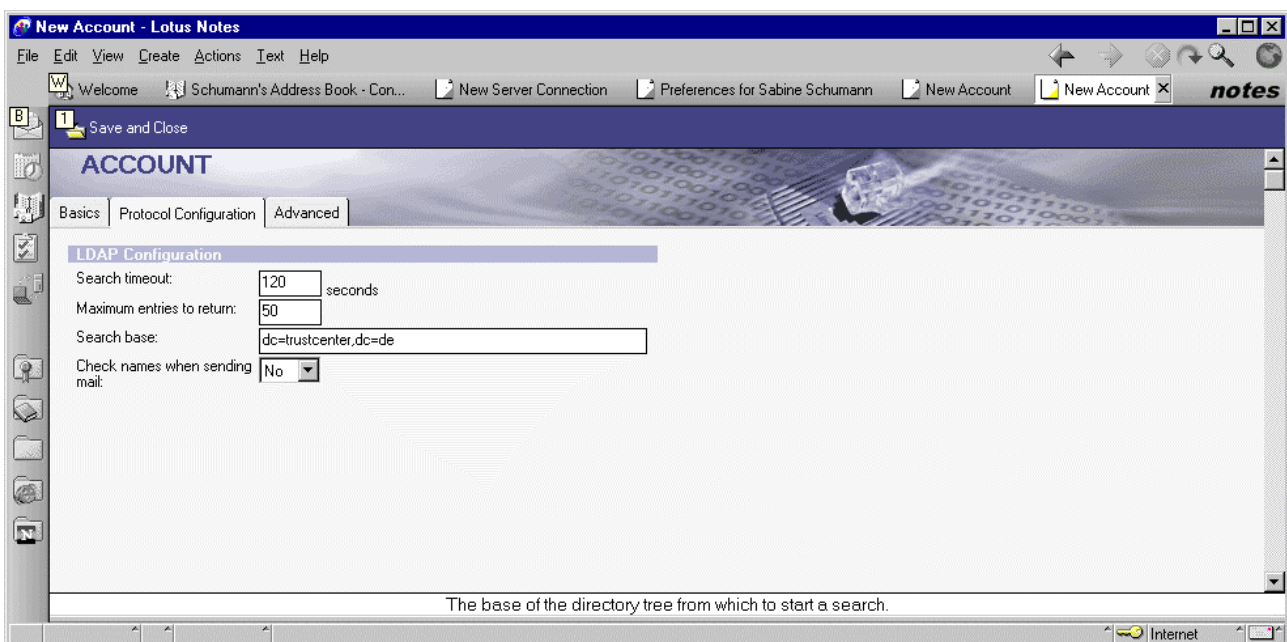 New Account - Lotus Notes
File Edit View Create Actions Text Help
W Welcome Schumann's Address Book - Con... New Server Connection Preferences for Sabine Schumann New Account New Account notes
B 1 Save and Close
ACCOUNT
Basics Protocol Configuration Advanced
LDAP Configuration
Search timeout: 120 seconds
Maximum entries to return: 50
Search base: dc=trustcenter,dc=de
Check names when sending No
mail:
The base of the directory tree from which to start a search.
Internet